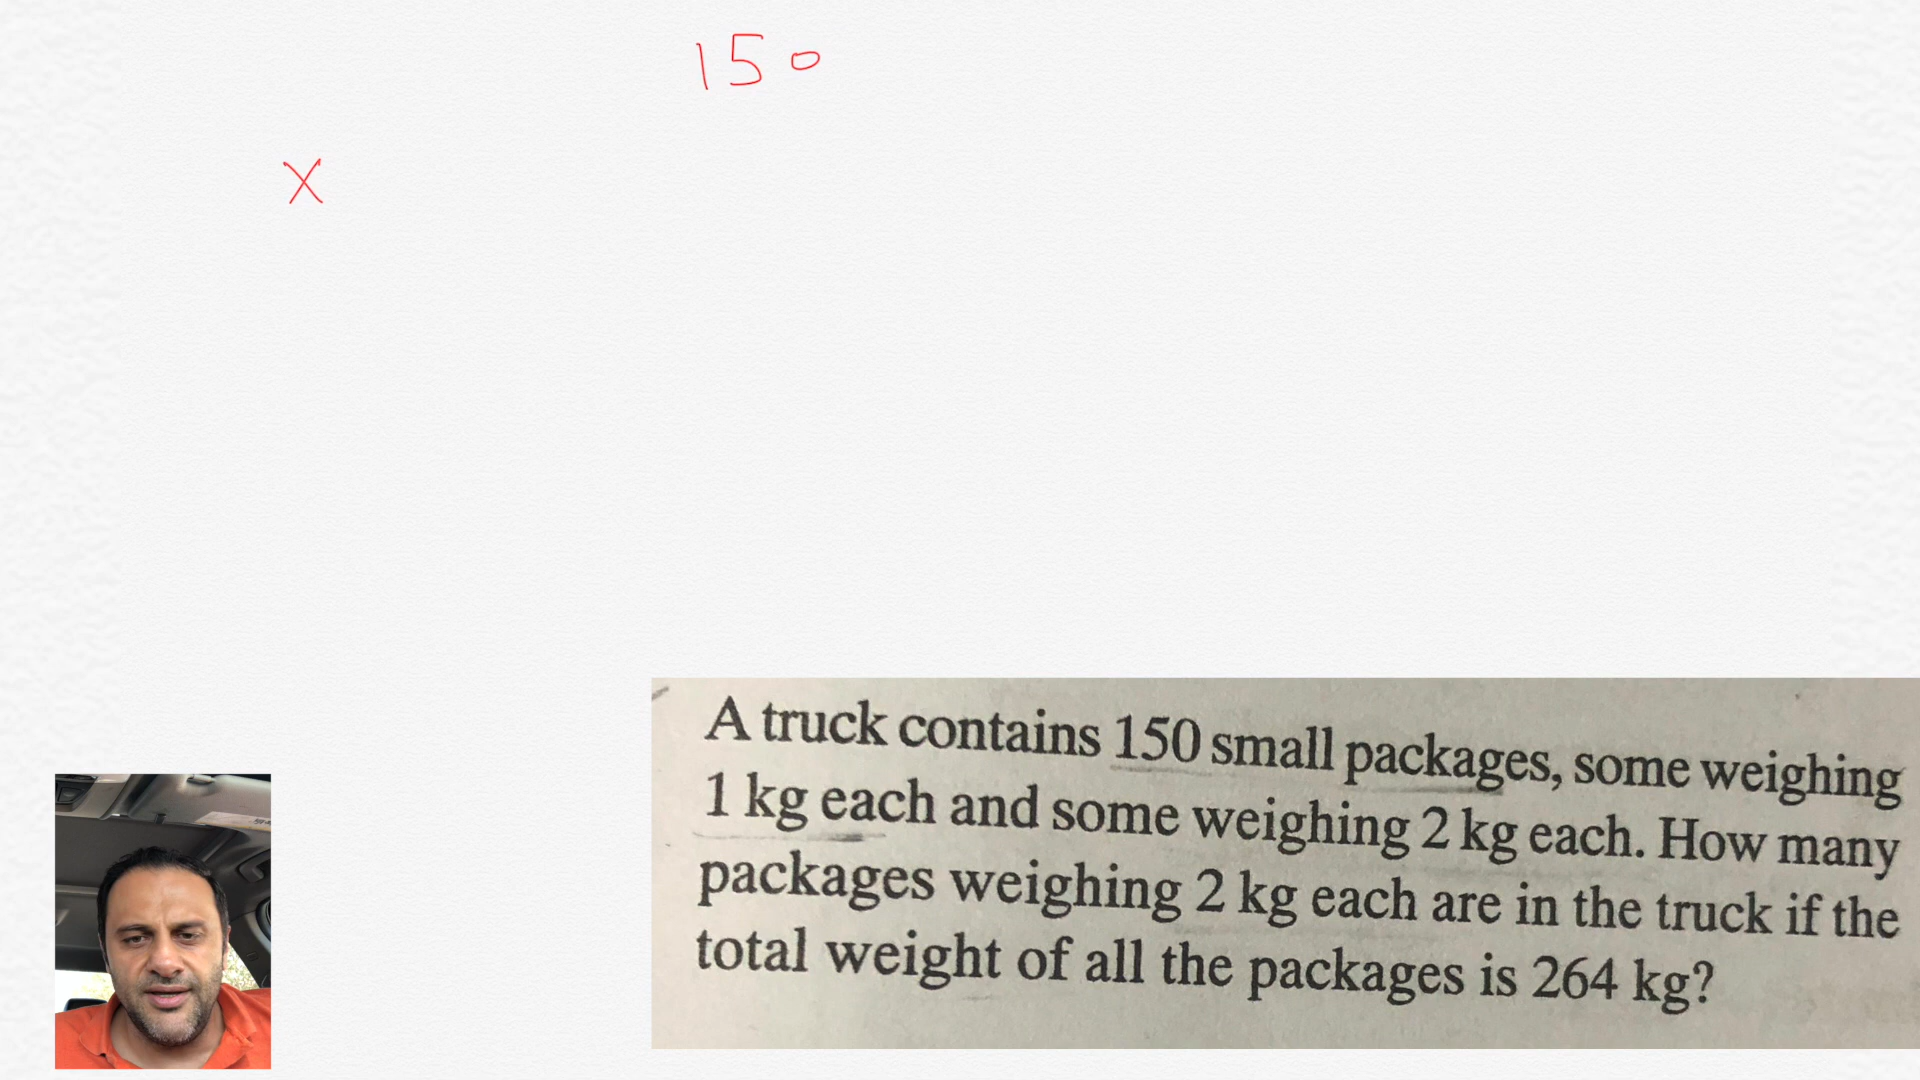 150
X
A truck contains 150 small packages, some weighing
1 kg each and some weighing 2 kg each. How many
packages weighing 2 kg each are in the truck if the
total weight of all the packages is 264 kg?